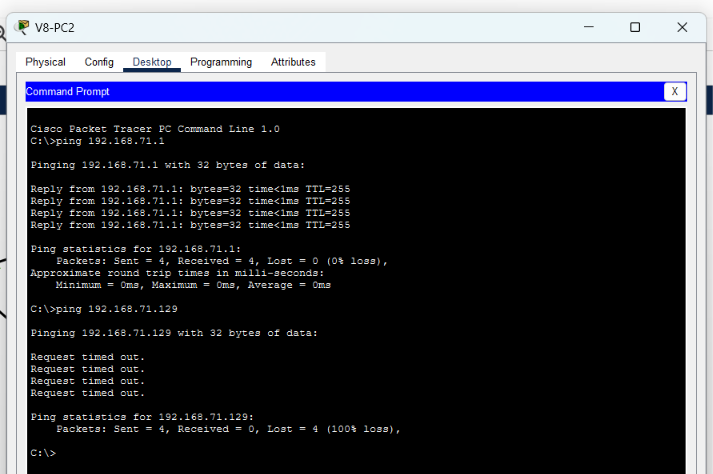 V8-PC2
Physical Config Desktop Programming Attributes
Command Prompt X
Cisco Packet Tracer PC Command Line 1.0
C:\>ping 192.168.71.1
Pinging 192.168.71.1 with 32 bytes of data:
Reply from 192.168.71.1: bytes=32 time<1ms TTL=255
Reply from 192.168.71.1: bytes=32 time<1ms TTL=255
Reply from 192.168.71.1: bytes=32 time<1ms TTL=255
Reply from 192.168.71.1: bytes=32 time<1ms TTL=255
Ping statistics for 192.168.71.1:
Packets: Sent = 4, Received = 4, Lost = 0 (0% loss),
Approximate round trip times in milli-seconds:
Minimum = 0ms, Maximum = 0ms, Average = 0ms
C:\>ping 192.168.71.129
Pinging 192.168.71.129 with 32 bytes of data:
Request timed out.
Request timed out.
Request timed out.
Request timed out.
Ping statistics for 192.168.71.129:
Packets: Sent = 4, Received = 0, Lost = 4 (100% loss),
C:\>